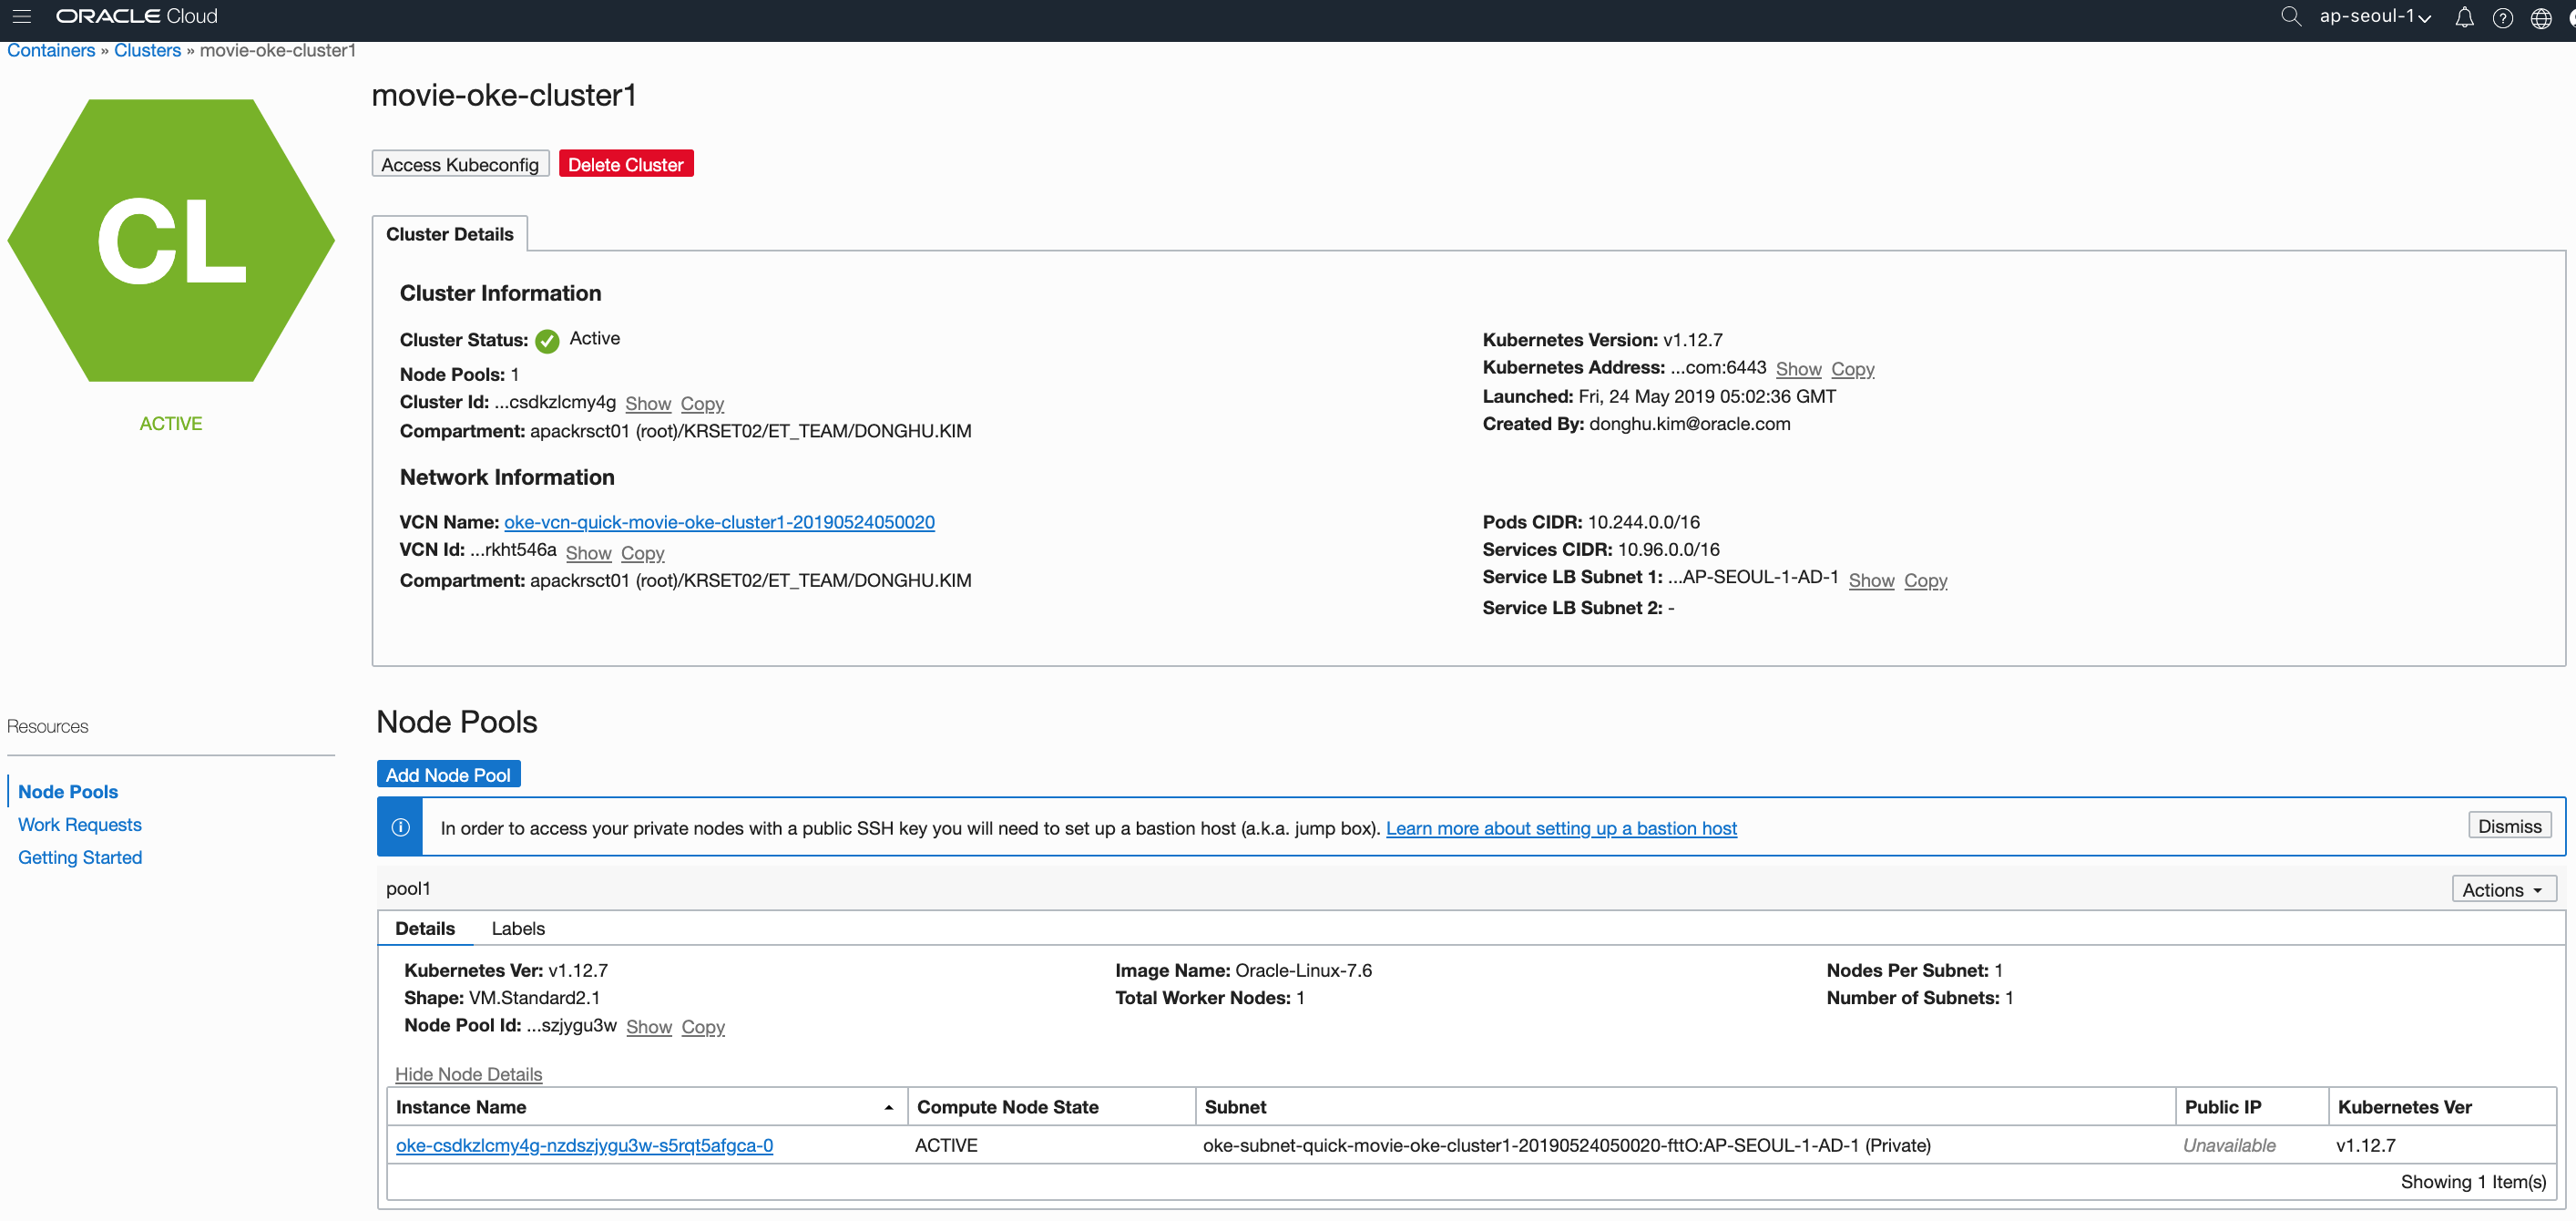 ORACLE Cloud
ap-seoul-1
Containers » Clusters » movie-oke-cluster1
CL
ACTIVE
movie-oke-cluster1
Access Kubeconfig Delete Cluster
Cluster Details
Cluster Information
Cluster Status: Active
Node Pools: 1
Cluster Id: ...csdkzlcmy4g Show Copy
Compartment: apackrsct01 (root)/KRSET02/ET_TEAM/DONGHU.KIM
Kubernetes Version: v1.12.7
Kubernetes Address: ...com:6443 Show Copy
Launched: Fri, 24 May 2019 05:02:36 GMT
Created By: donghu.kim@oracle.com
Network Information
VCN Name: oke-vcn-quick-movie-oke-cluster1-20190524050020
VCN Id: ...rkht546a Show Copy
Compartment: apackrsct01 (root)/KRSET02/ET_TEAM/DONGHU.KIM
Pods CIDR: 10.244.0.0/16
Services CIDR: 10.96.0.0/16
Service LB Subnet 1: ...AP-SEOUL-1-AD-1 Show Copy
Service LB Subnet 2: -
Resources
Node Pools
Work Requests
Getting Started
Node Pools
Add Node Pool
In order to access your private nodes with a public SSH key you will need to set up a bastion host (a.k.a. jump box). Learn more about setting up a bastion host
Dismiss
pool1
Actions
Details Labels
Kubernetes Ver: v1.12.7
Shape: VM.Standard2.1
Node Pool Id: ...szjygu3w Show Copy
Image Name: Oracle-Linux-7.6
Total Worker Nodes: 1
Nodes Per Subnet: 1
Number of Subnets: 1
Hide Node Details
Instance Name Compute Node State Subnet Public IP Kubernetes Ver
oke-csdkzlcmy4g-nzdszjygu3w-s5rqt5afgca-0 ACTIVE oke-subnet-quick-movie-oke-cluster1-20190524050020-fttO:AP-SEOUL-1-AD-1 (Private) Unavailable v1.12.7
Showing 1 Item(s)